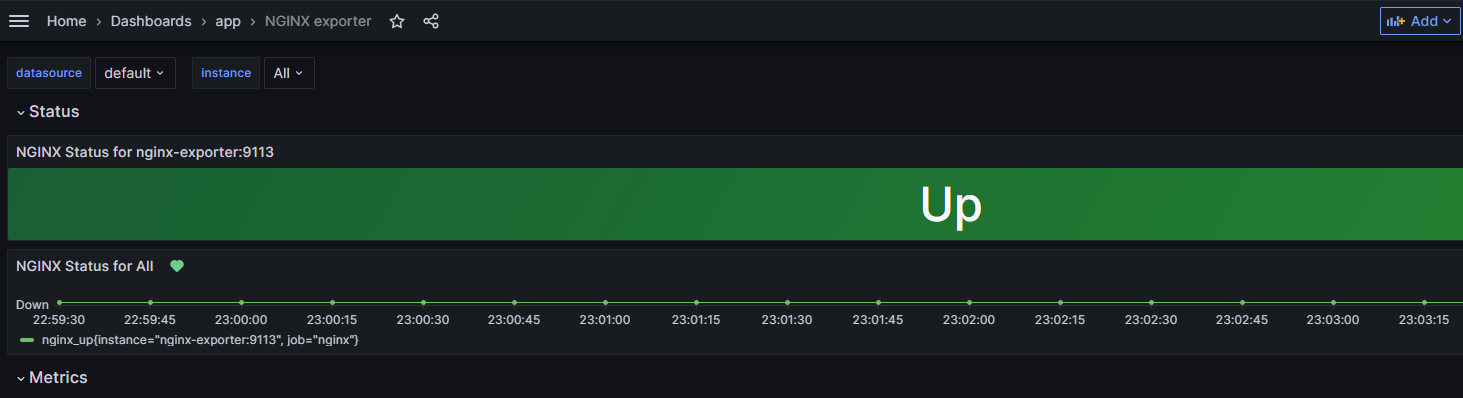 Home > Dashboards > app > NGINX exporter
Add
datasource default instance All
Status
NGINX Status for nginx-exporter:9113
Up
NGINX Status for All
Down
22:59:30 22:59:45 23:00:00 23:00:15 23:00:30 23:00:45 23:01:00 23:01:15 23:01:30 23:01:45 23:02:00 23:02:15 23:02:30 23:02:45 23:03:00 23:03:15
nginx_up{instance="nginx-exporter:9113", job="nginx"}
Metrics